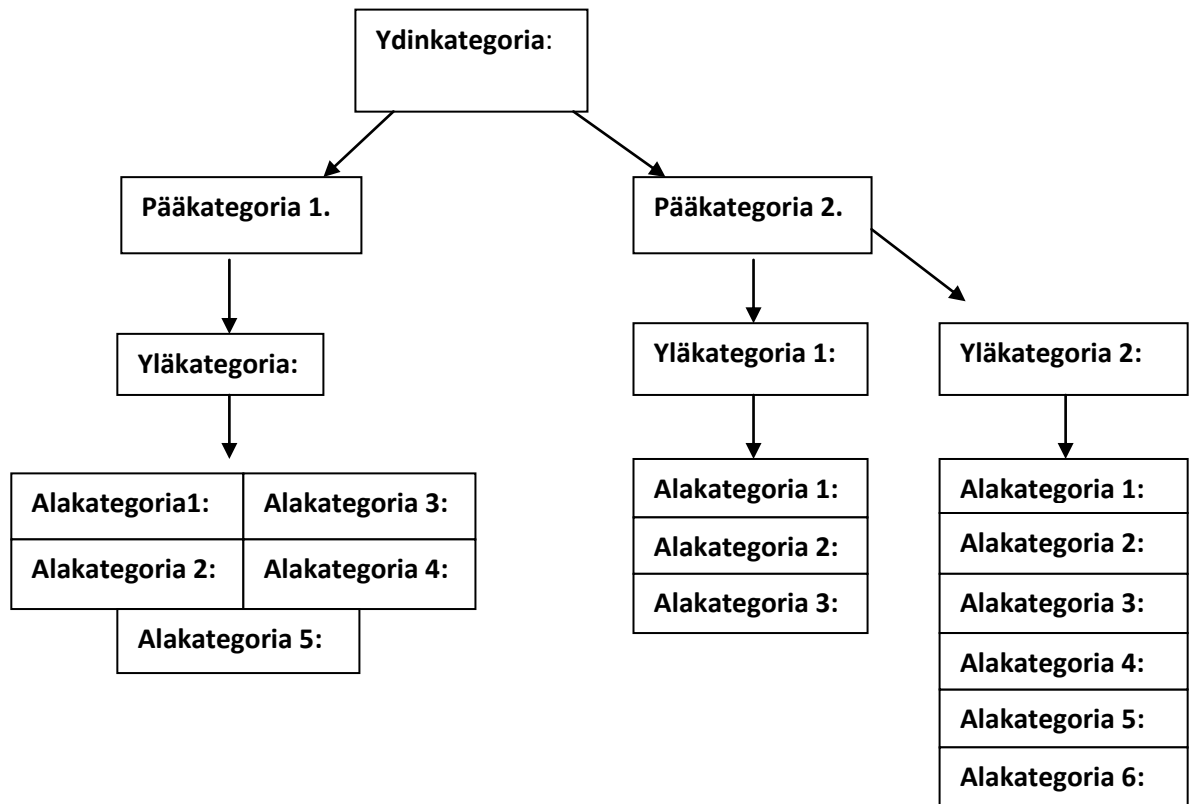 Ydinkategoria:
Pääkategoria 1.
Pääkategoria 2.
Yläkategoria:
Yläkategoria 1:
Yläkategoria 2:
Alakategoria1:
Alakategoria 3:
Alakategoria 2:
Alakategoria 4:
Alakategoria 5:
Alakategoria 1:
Alakategoria 2:
Alakategoria 3:
Alakategoria 1:
Alakategoria 2:
Alakategoria 3:
Alakategoria 4:
Alakategoria 5:
Alakategoria 6: